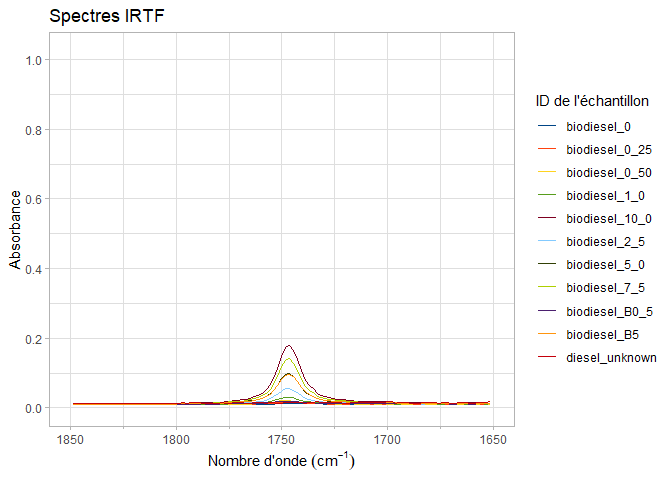 Spectres IRTF
1.0
0.8
0.6
0.4
0.2
0.0
Absorbance
1850
1800
1750
1700
1650
Nombre d'onde (cm⁻¹)
ID de l'échantillon
biodiesel_0
biodiesel_0_25
biodiesel_0_50
biodiesel_1_0
biodiesel_10_0
biodiesel_2_5
biodiesel_5_0
biodiesel_7_5
biodiesel_B0_5
biodiesel_B5
diesel_unknown